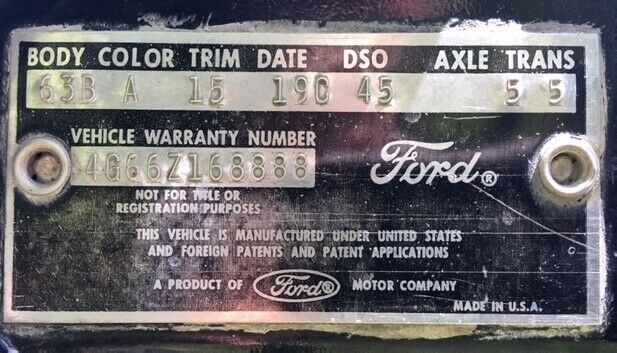 BODY COLOR TRIM DATE DSO AXLE TRANS
63B A 15 19C 45 5 5
VEHICLE WARRANTY NUMBER
4G66Z168888
Ford®
NOT FOR TITLE OR
REGISTRATION PURPOSES
THIS VEHICLE IS MANUFACTURED UNDER UNITED STATES
AND FOREIGN PATENTS AND PATENT APPLICATIONS
A PRODUCT OF Ford® MOTOR COMPANY
MADE IN U.S.A.